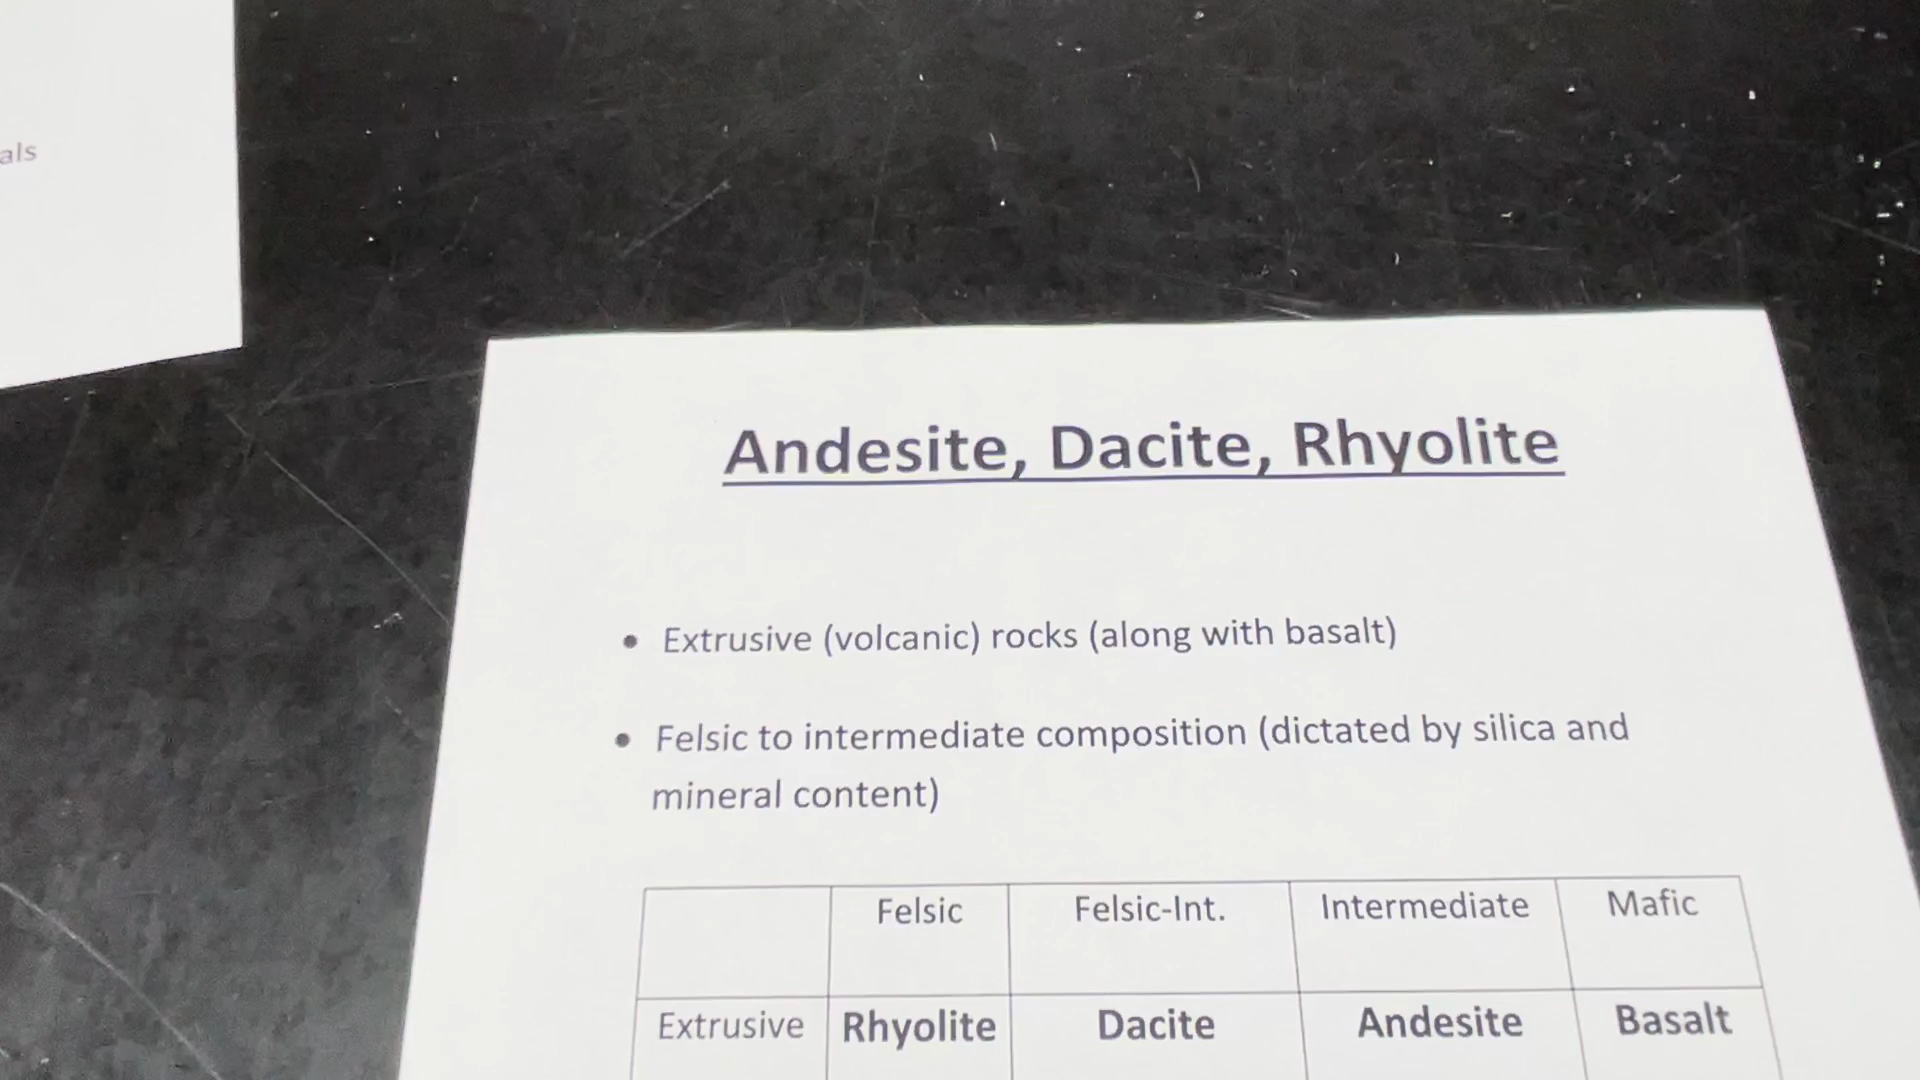 als
Andesite, Dacite, Rhyolite
• Extrusive (volcanic) rocks (along with basalt)
• Felsic to intermediate composition (dictated by silica and
mineral content)
Felsic Felsic-Int. Intermediate Mafic
Extrusive Rhyolite Dacite Andesite Basalt